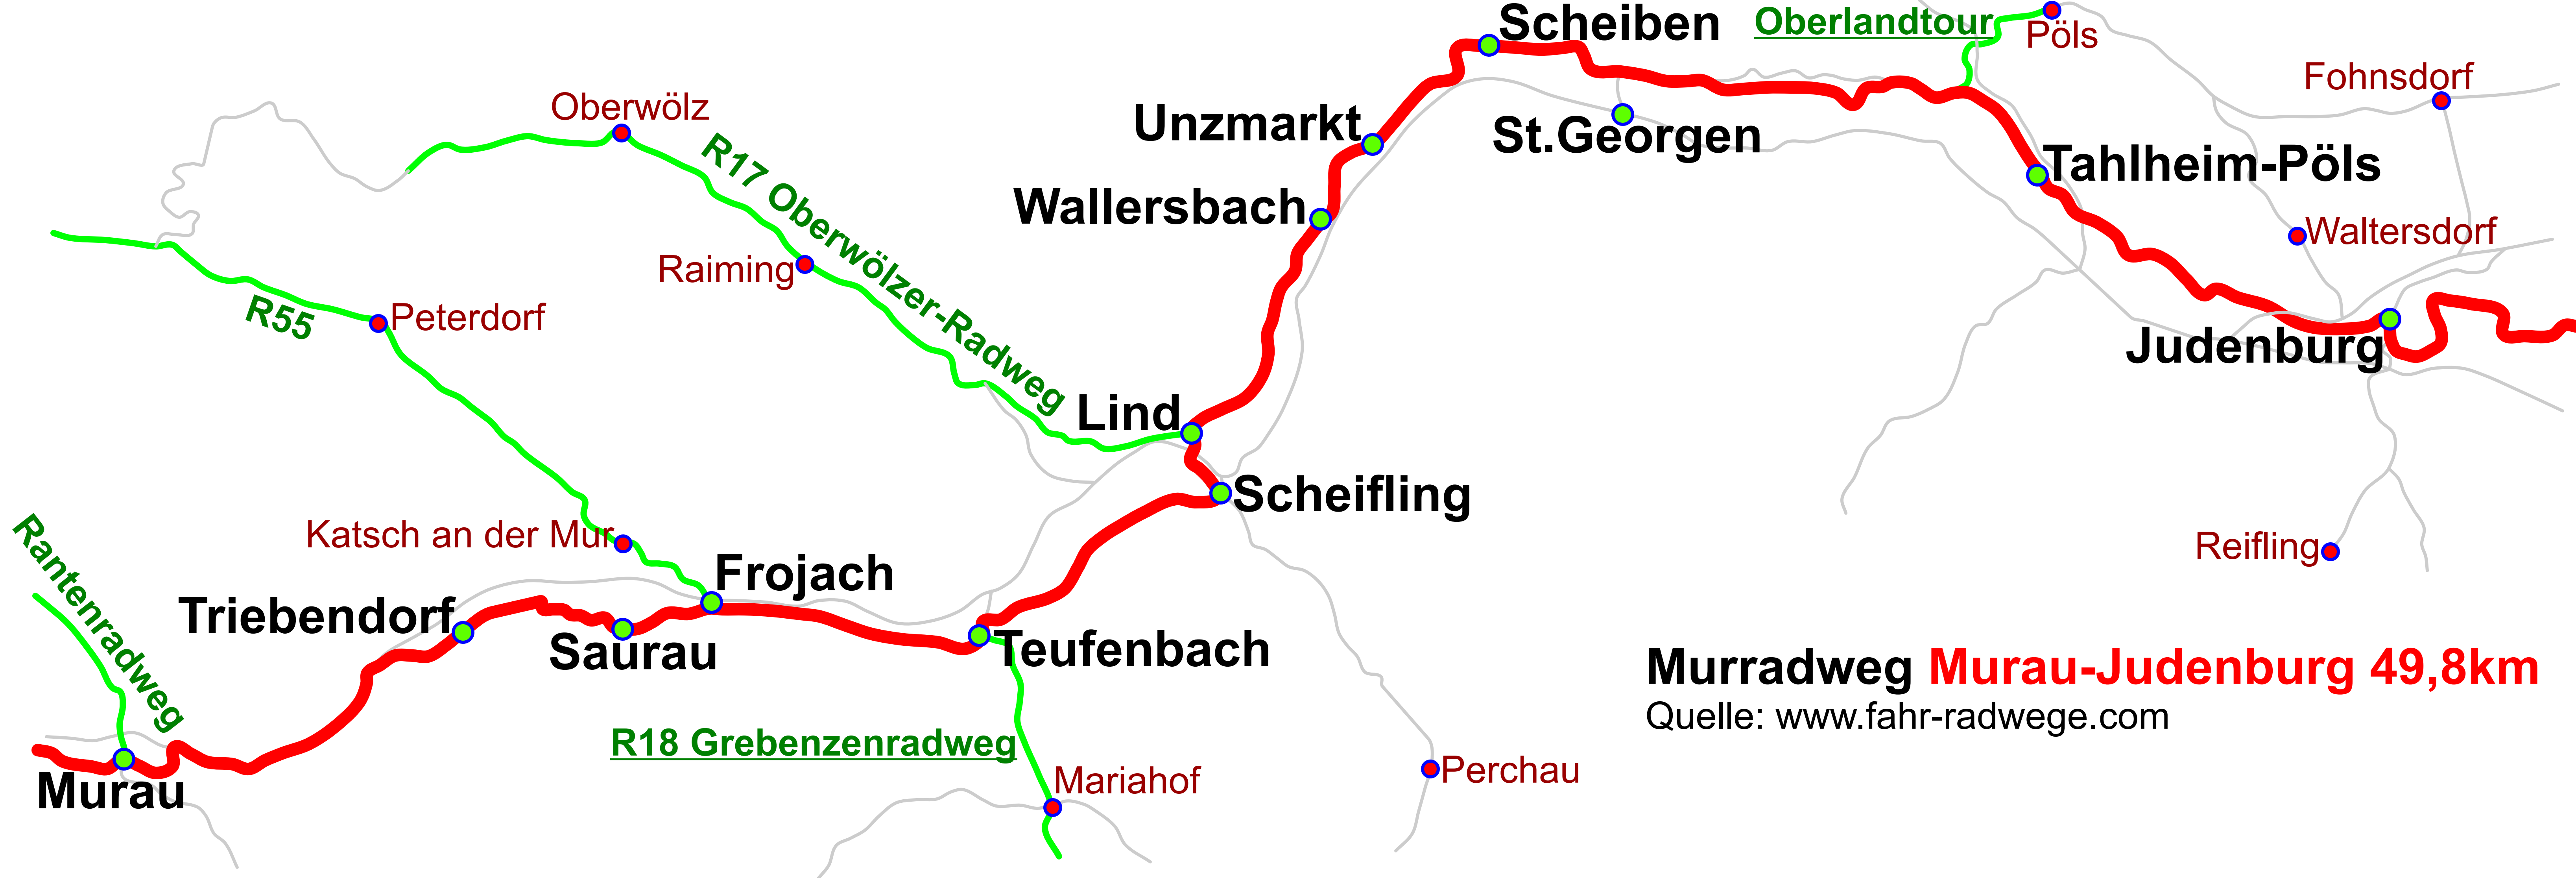 Scheiben
Oberlandtour
Pöls
Fohnsdorf
Oberwölz
Unzmarkt
St.Georgen
R17 Oberwölzer-Radweg
Tahlheim-Pöls
Wallersbach
Waltersdorf
Raiming
R55
Peterdorf
Judenburg
Lind
Scheifling
Katsch an der Mur
Reifling
Rantenradweg
Frojach
Triebendorf
Saurau
Teufenbach
Murradweg Murau-Judenburg 49,8km
Quelle: www.fahr-radwege.com
R18 Grebenzenradweg
Mariahof
Perchau
Murau